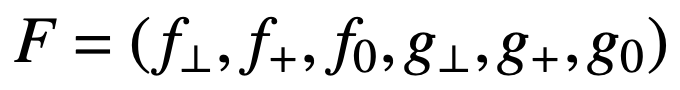 F = (f⊥, f₊, f₀, g⊥, g₊, g₀)